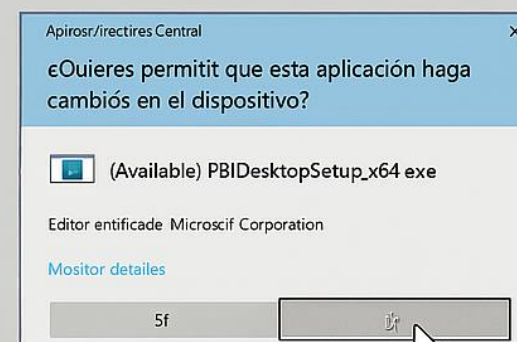 Apirosr/irectires Central
єOuieres permitit que esta aplicación haga
cambiós en el dispositivo?
(Available) PBIDesktopSetup_x64 exe
Editor entificade Microscif Corporation
Mositor detailes
5f